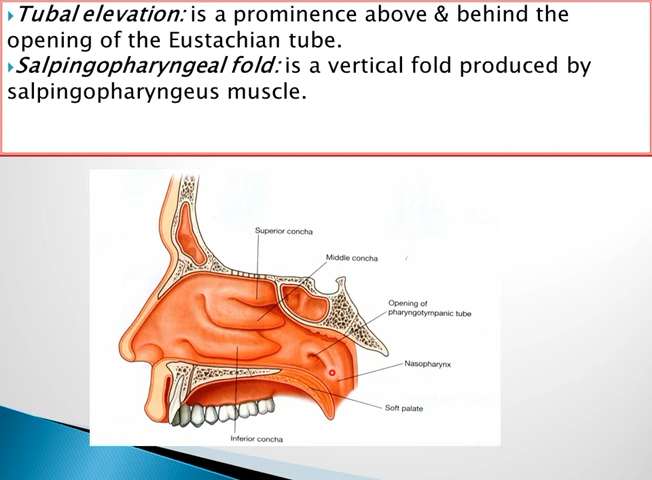 Tubal elevation: is a prominence above & behind the
opening of the Eustachian tube.
Salpingopharyngeal fold: is a vertical fold produced by
salpingopharyngeus muscle.
Superior concha
Middle concha
Opening of
pharyngotympanic tube
Nasopharynx
Soft palate
Inferior concha